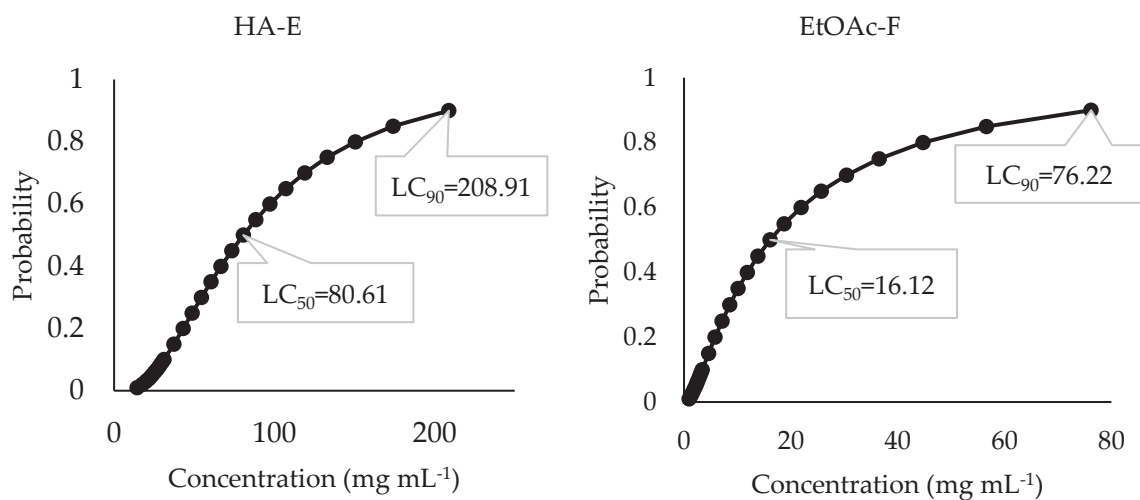 HA-E
1
0.8
0.6
0.4
0.2
0
Probability
LC90=208.91
LC50=80.61
0 100 200
Concentration (mg mL-1)
EtOAc-F
1
0.8
0.6
0.4
0.2
0
Probability
LC90=76.22
LC50=16.12
0 20 40 60 80
Concentration (mg mL-1)